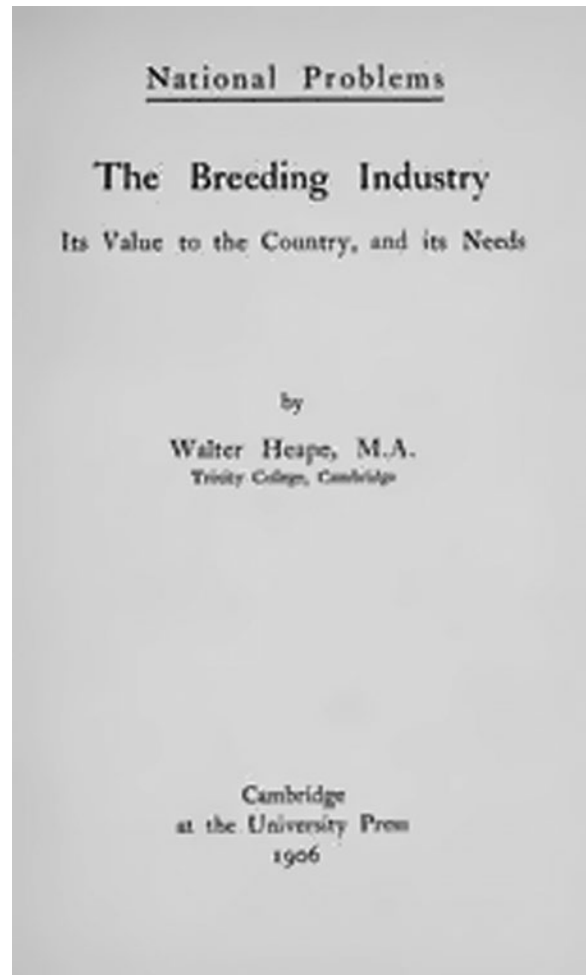 National Problems
The Breeding Industry
Its Value to the Country, and its Needs
by
Walter Heape, M.A.
Trinity College, Cambridge
Cambridge
at the University Press
1906